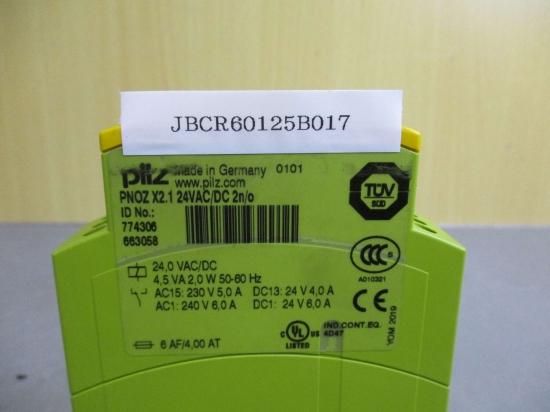 JBCR60125B017
pilz Made in Germany 0101
www.pilz.com
PNOZ X2.1 24VAC/DC 2n/o
ID No.:
774306
663058
TÜV
SÜD
CCC
A010321
24,0 VAC/DC
4,5 VA 2,0 W 50-60 Hz
AC15: 230 V 5,0 A DC13: 24 V 4,0 A
AC1: 240 V 6,0 A DC1: 24 V 6,0 A
CE
YOM 2019
C UL US
LISTED
IND.CONT.EQ.
4D47
6 AF/4,00 AT